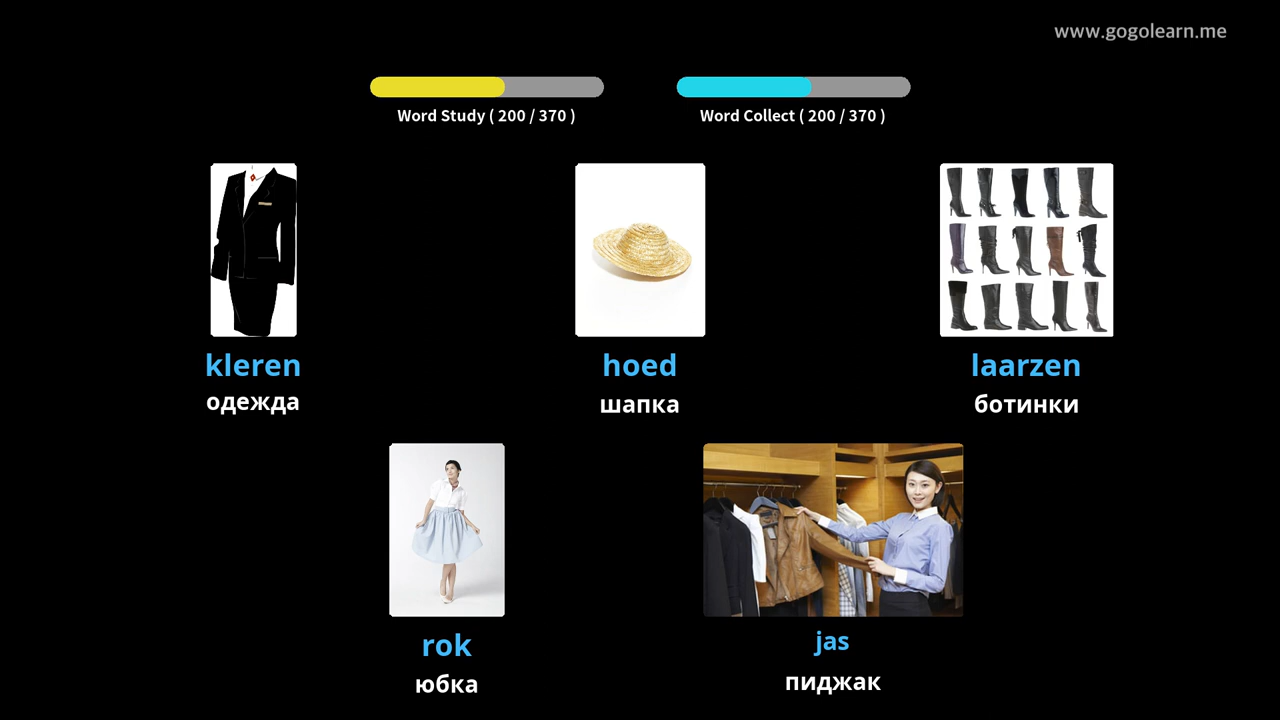 www.gogolearn.me
Word Study ( 200 / 370 )
Word Collect ( 200 / 370 )
kleren
одежда
hoed
шапка
laarzen
ботинки
rok
юбка
jas
пиджак